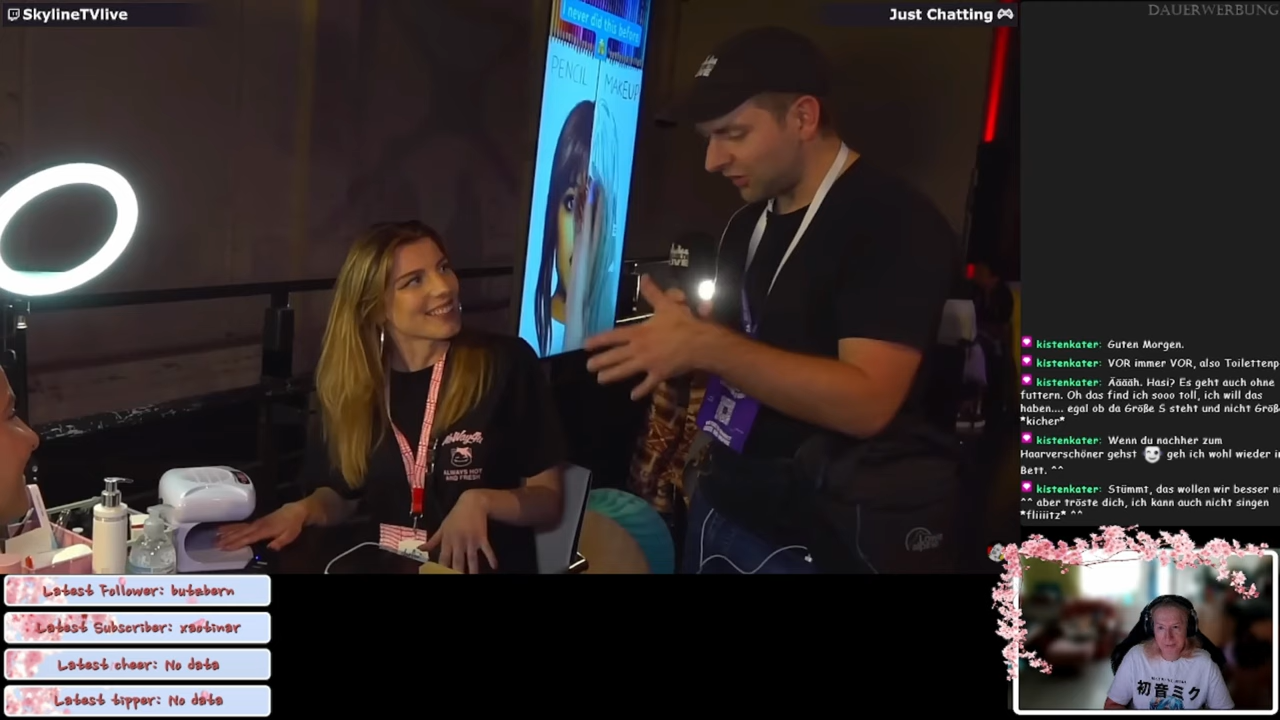 SkylineTVlive
Just Chatting
DAUERWERBUNG
I never did this before
PENCIL
MAKEUP
ALWAYS HOT
AND FRESH
kistenkater: Guten Morgen.
kistenkater: VOR immer VOR, also Toilettenp
kistenkater: Äääah. Hasi? Es geht auch ohne
futtern. Oh das find ich sooo toll, ich will das
haben.... egal ob da Größe S steht und nicht Größ
*kicher*
kistenkater: Wenn du nachher zum
Haarverschöner gehst geh ich wohl wieder in
Bett. ^^
kistenkater: Stümmt, das wollen wir besser ni
^^ aber tröste dich, ich kann auch nicht singen
*fliiiitz* ^^
Latest Follower: butabern
Latest Subscriber: xaotinar
Latest cheer: No data
Latest tipper: No data
初音ミク